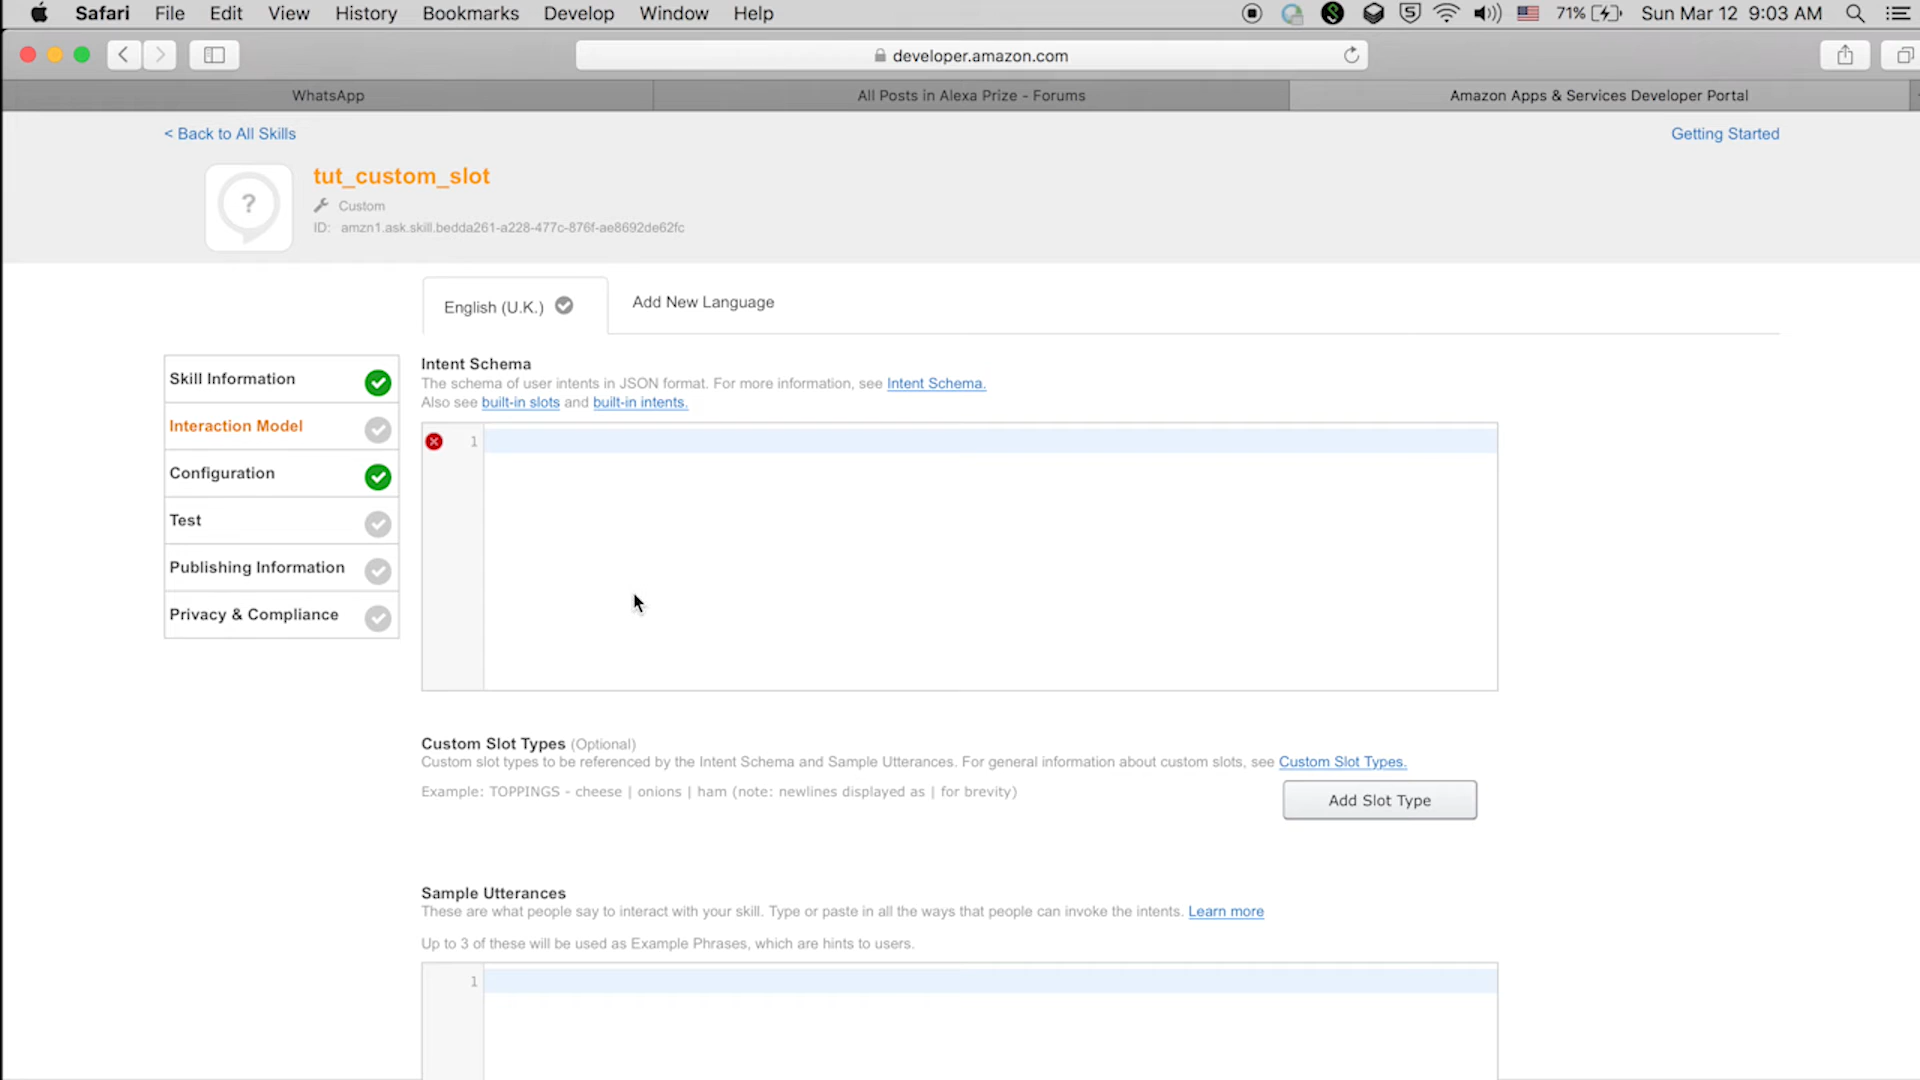 Safari File Edit View History Bookmarks Develop Window Help 71% Sun Mar 12 9:03 AM
developer.amazon.com
WhatsApp All Posts in Alexa Prize - Forums Amazon Apps & Services Developer Portal
< Back to All Skills Getting Started
tut_custom_slot
Custom
ID: amzn1.ask.skill.bedda261-a228-477c-876f-ae8692de62fc
English (U.K.) Add New Language
Skill Information
Interaction Model
Configuration
Test
Publishing Information
Privacy & Compliance
Intent Schema
The schema of user intents in JSON format. For more information, see Intent Schema.
Also see built-in slots and built-in intents.
1
Custom Slot Types (Optional)
Custom slot types to be referenced by the Intent Schema and Sample Utterances. For general information about custom slots, see Custom Slot Types.
Example: TOPPINGS - cheese | onions | ham (note: newlines displayed as | for brevity)
Add Slot Type
Sample Utterances
These are what people say to interact with your skill. Type or paste in all the ways that people can invoke the intents. Learn more
Up to 3 of these will be used as Example Phrases, which are hints to users.
1